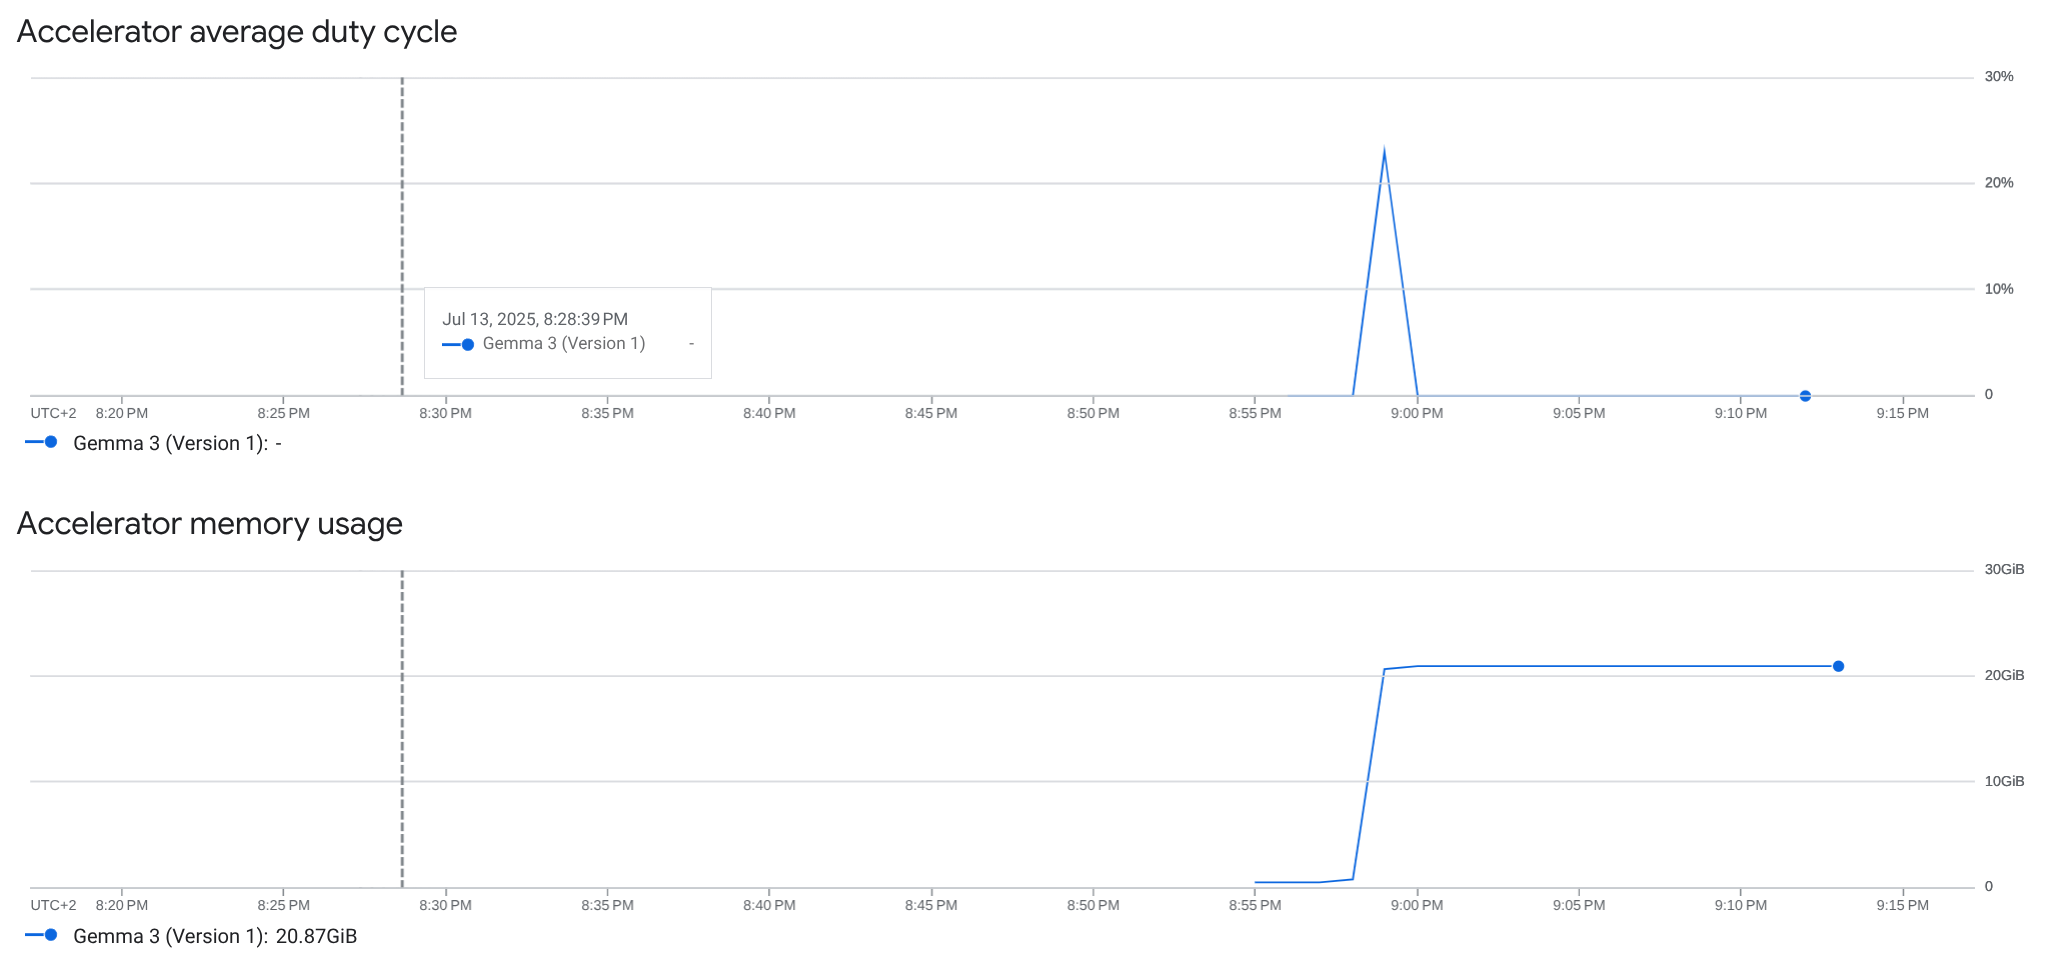 Accelerator average duty cycle
30%
20%
10%
Jul 13, 2025, 8:28:39 PM
Gemma 3 (Version 1) -
0
UTC+2 8:20 PM 8:25 PM 8:30 PM 8:35 PM 8:40 PM 8:45 PM 8:50 PM 8:55 PM 9:00 PM 9:05 PM 9:10 PM 9:15 PM
Gemma 3 (Version 1): -
Accelerator memory usage
30GiB
20GiB
10GiB
0
UTC+2 8:20 PM 8:25 PM 8:30 PM 8:35 PM 8:40 PM 8:45 PM 8:50 PM 8:55 PM 9:00 PM 9:05 PM 9:10 PM 9:15 PM
Gemma 3 (Version 1): 20.87GiB